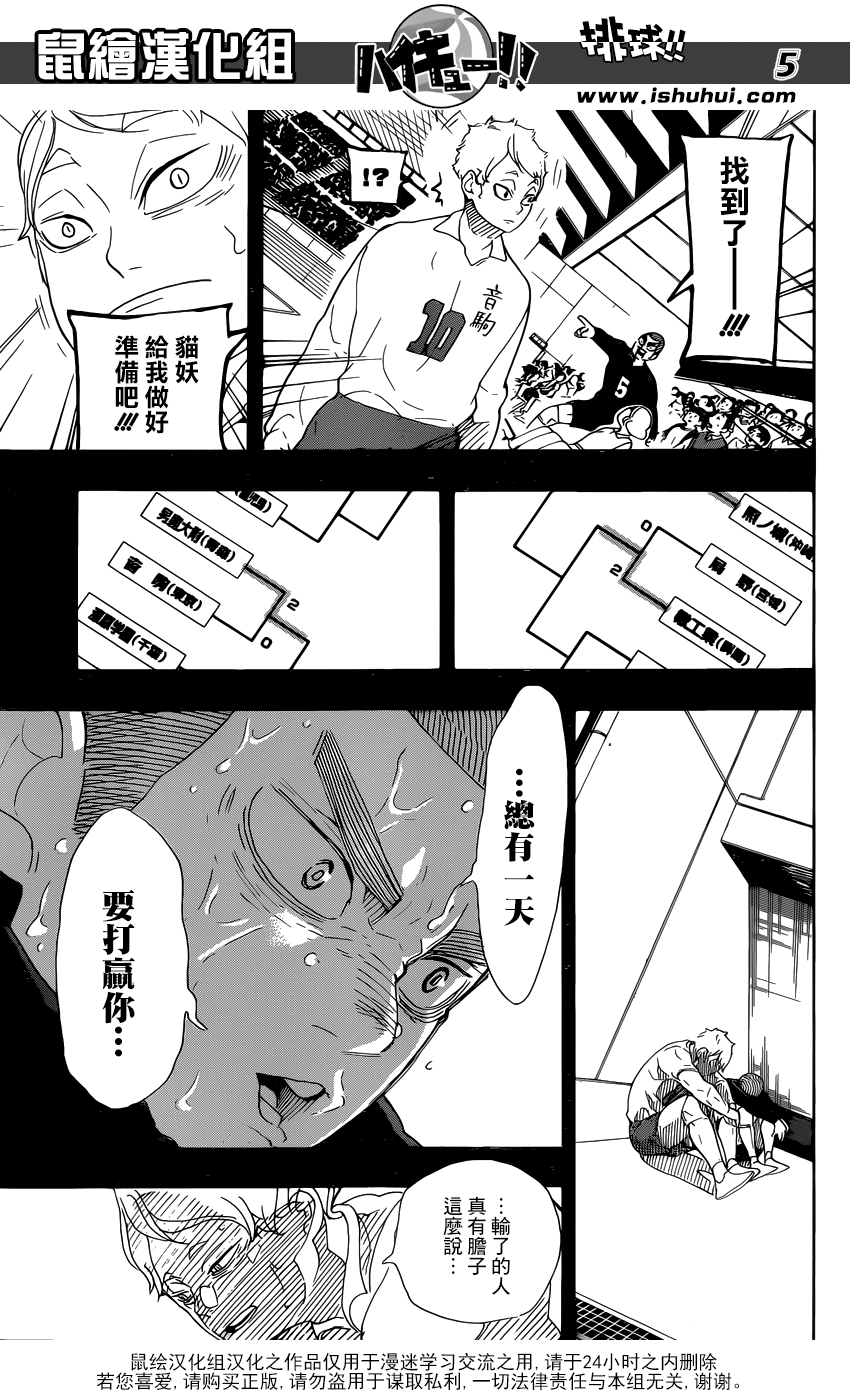 鼠繪漢化組
ハイキュー!!
排球!!
5
www.ishuhui.com
找到了——!!!
!?
音駒
10
5
貓妖
給我做好
準備吧!!!
0
2
烏野(宮城)
2
音駒(東京)
0
…總有一天
要打贏你…
…輸了的人
真有膽子
這麼說…
鼠绘汉化组汉化之作品仅用于漫迷学习交流之用,请于24小时之内删除
若您喜爱,请购买正版,请勿盗用于谋取私利,一切法律责任与本组无关,谢谢。